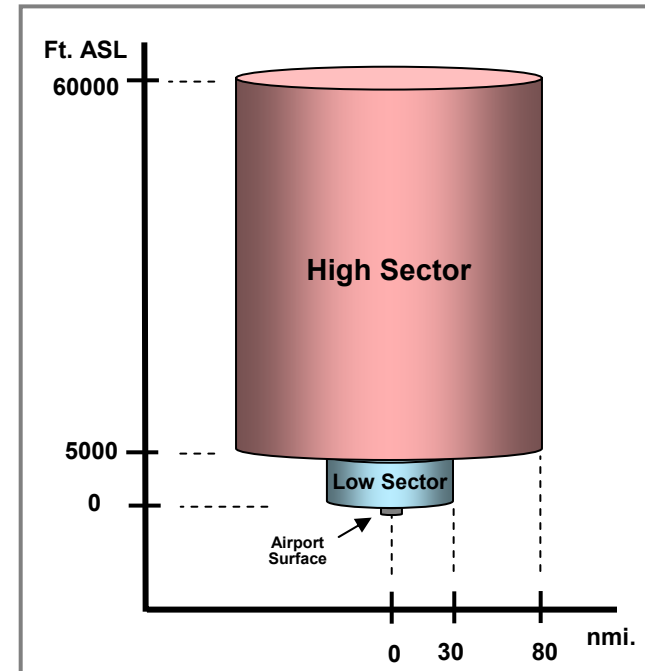 Ft. ASL
60000
High Sector
5000
Low Sector
0
Airport
Surface
nmi.
0 30 80